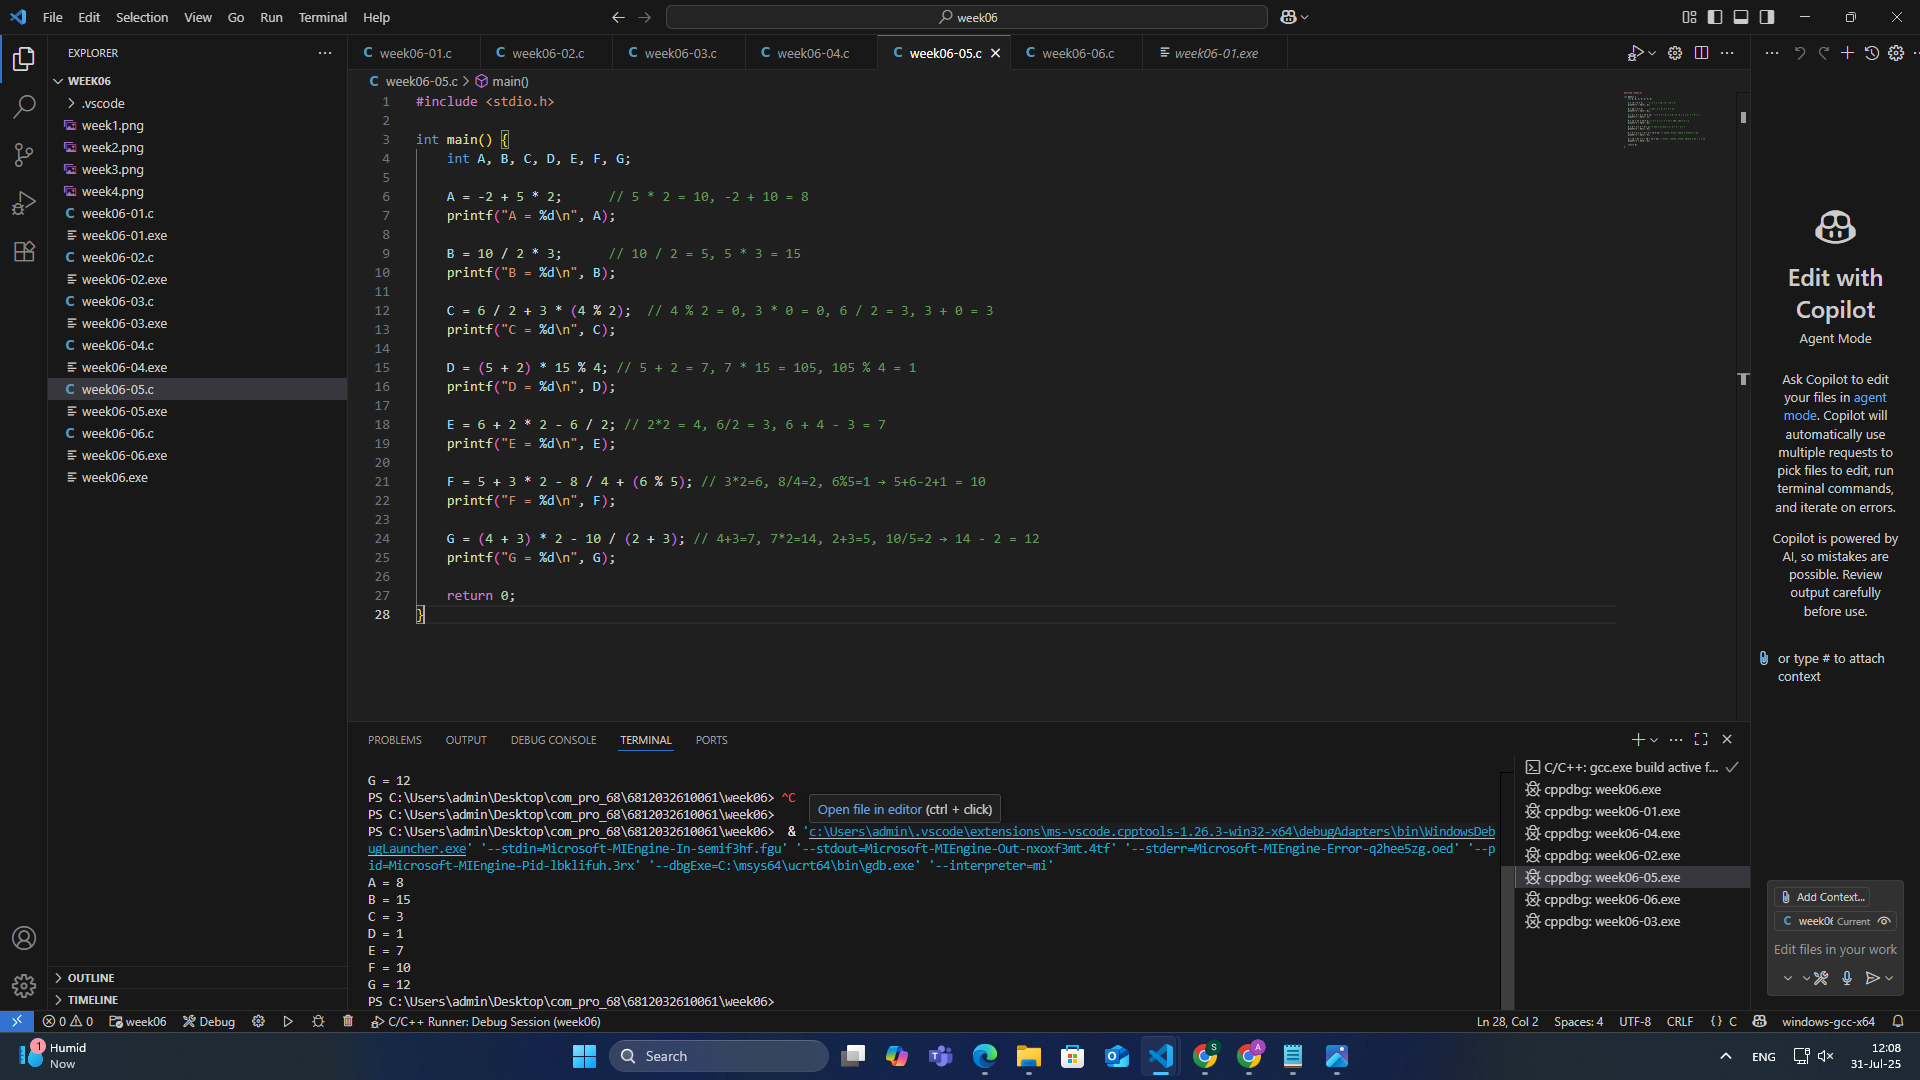 File Edit Selection View Go Run Terminal Help
week06
EXPLORER
WEEK06
.vscode
week1.png
week2.png
week3.png
week4.png
week06-01.c
week06-01.exe
week06-02.c
week06-02.exe
week06-03.c
week06-03.exe
week06-04.c
week06-04.exe
week06-05.c
week06-05.exe
week06-06.c
week06-06.exe
week06.exe
OUTLINE
TIMELINE
week06-01.c week06-02.c week06-03.c week06-04.c week06-05.c week06-06.c week06-01.exe
week06-05.c > main()
1 #include <stdio.h>
2
3 int main() {
4 int A, B, C, D, E, F, G;
5
6 A = -2 + 5 * 2; // 5 * 2 = 10, -2 + 10 = 8
7 printf("A = %d\n", A);
8
9 B = 10 / 2 * 3; // 10 / 2 = 5, 5 * 3 = 15
10 printf("B = %d\n", B);
11
12 C = 6 / 2 + 3 * (4 % 2); // 4 % 2 = 0, 3 * 0 = 0, 6 / 2 = 3, 3 + 0 = 3
13 printf("C = %d\n", C);
14
15 D = (5 + 2) * 15 % 4; // 5 + 2 = 7, 7 * 15 = 105, 105 % 4 = 1
16 printf("D = %d\n", D);
17
18 E = 6 + 2 * 2 - 6 / 2; // 2*2 = 4, 6/2 = 3, 6 + 4 - 3 = 7
19 printf("E = %d\n", E);
20
21 F = 5 + 3 * 2 - 8 / 4 + (6 % 5); // 3*2=6, 8/4=2, 6%5=1 → 5+6-2+1 = 10
22 printf("F = %d\n", F);
23
24 G = (4 + 3) * 2 - 10 / (2 + 3); // 4+3=7, 7*2=14, 2+3=5, 10/5=2 → 14 - 2 = 12
25 printf("G = %d\n", G);
26
27 return 0;
28 }
PROBLEMS OUTPUT DEBUG CONSOLE TERMINAL PORTS
G = 12
PS C:\Users\admin\Desktop\com_pro_68\6812032610061\week06> ^C
PS C:\Users\admin\Desktop\com_pro_68\6812032610061\week06>
Open file in editor (ctrl + click)
PS C:\Users\admin\Desktop\com_pro_68\6812032610061\week06> & 'c:\Users\admin\.vscode\extensions\ms-vscode.cpptools-1.26.3-win32-x64\debugAdapters\bin\WindowsDeb
ugLauncher.exe' '--stdin=Microsoft-MIEngine-In-semif3hf.fgu' '--stdout=Microsoft-MIEngine-Out-nxoxf3mt.4tf' '--stderr=Microsoft-MIEngine-Error-q2hee5zg.oed' '--p
id=Microsoft-MIEngine-Pid-lbklifuh.3rx' '--dbgExe=C:\msys64\ucrt64\bin\gdb.exe' '--interpreter=mi'
A = 8
B = 15
C = 3
D = 1
E = 7
F = 10
G = 12
PS C:\Users\admin\Desktop\com_pro_68\6812032610061\week06>
C/C++: gcc.exe build active f...
cppdbg: week06.exe
cppdbg: week06-01.exe
cppdbg: week06-04.exe
cppdbg: week06-02.exe
cppdbg: week06-05.exe
cppdbg: week06-06.exe
cppdbg: week06-03.exe
Edit with
Copilot
Agent Mode
Ask Copilot to edit
your files in agent
mode. Copilot will
automatically use
multiple requests to
pick files to edit, run
terminal commands,
and iterate on errors.
Copilot is powered by
AI, so mistakes are
possible. Review
output carefully
before use.
or type # to attach
context
Add Context...
week06 Current
Edit files in your work
0 0 week06 Debug C/C++ Runner: Debug Session (week06)
Ln 28, Col 2 Spaces: 4 UTF-8 CRLF {} C windows-gcc-x64
1 Humid
Now
Search
S A
ENG
12:08
31-Jul-25